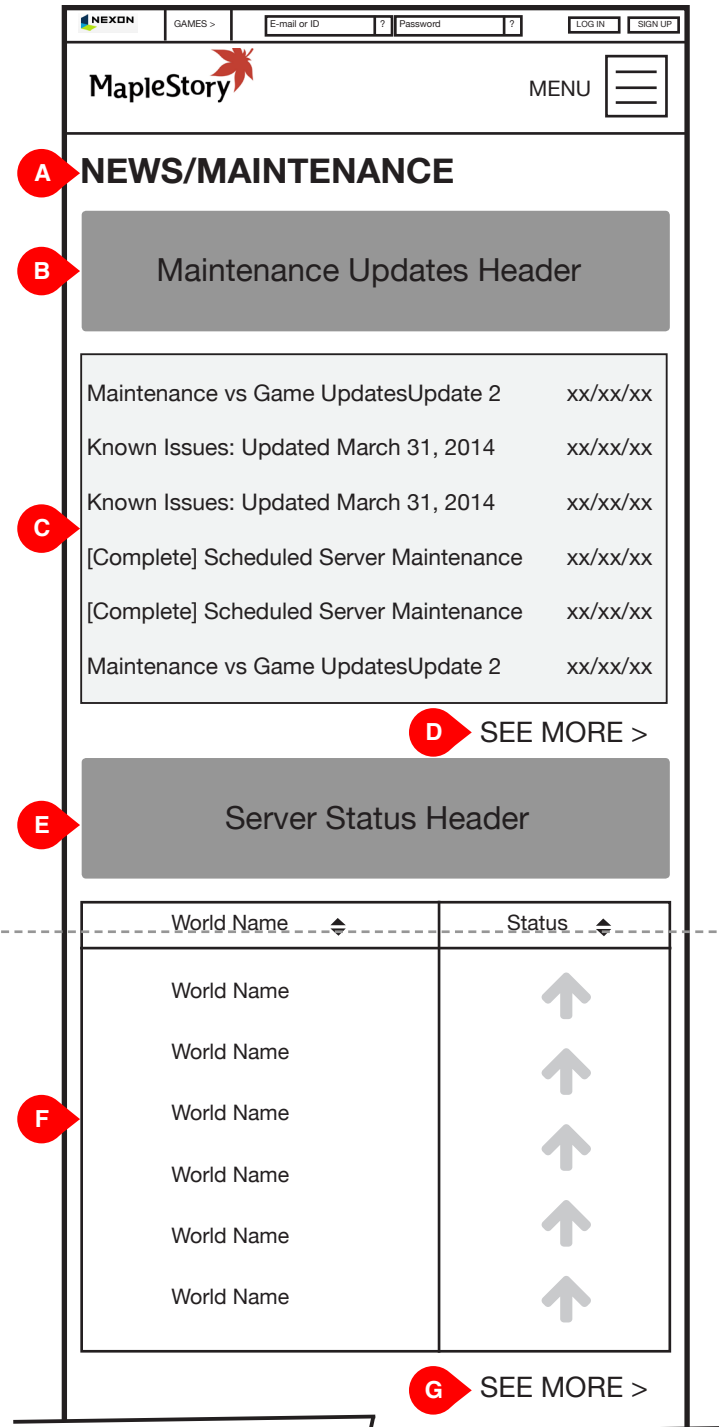 NEXON GAMES > E-mail or ID ? Password ? LOG IN SIGN UP
MapleStory MENU
A NEWS/MAINTENANCE
B Maintenance Updates Header
Maintenance vs Game UpdatesUpdate 2 xx/xx/xx
Known Issues: Updated March 31, 2014 xx/xx/xx
Known Issues: Updated March 31, 2014 xx/xx/xx
C
[Complete] Scheduled Server Maintenance xx/xx/xx
[Complete] Scheduled Server Maintenance xx/xx/xx
Maintenance vs Game UpdatesUpdate 2 xx/xx/xx
D SEE MORE >
E Server Status Header
World Name Status
World Name
World Name
F World Name
World Name
World Name
World Name
G SEE MORE >